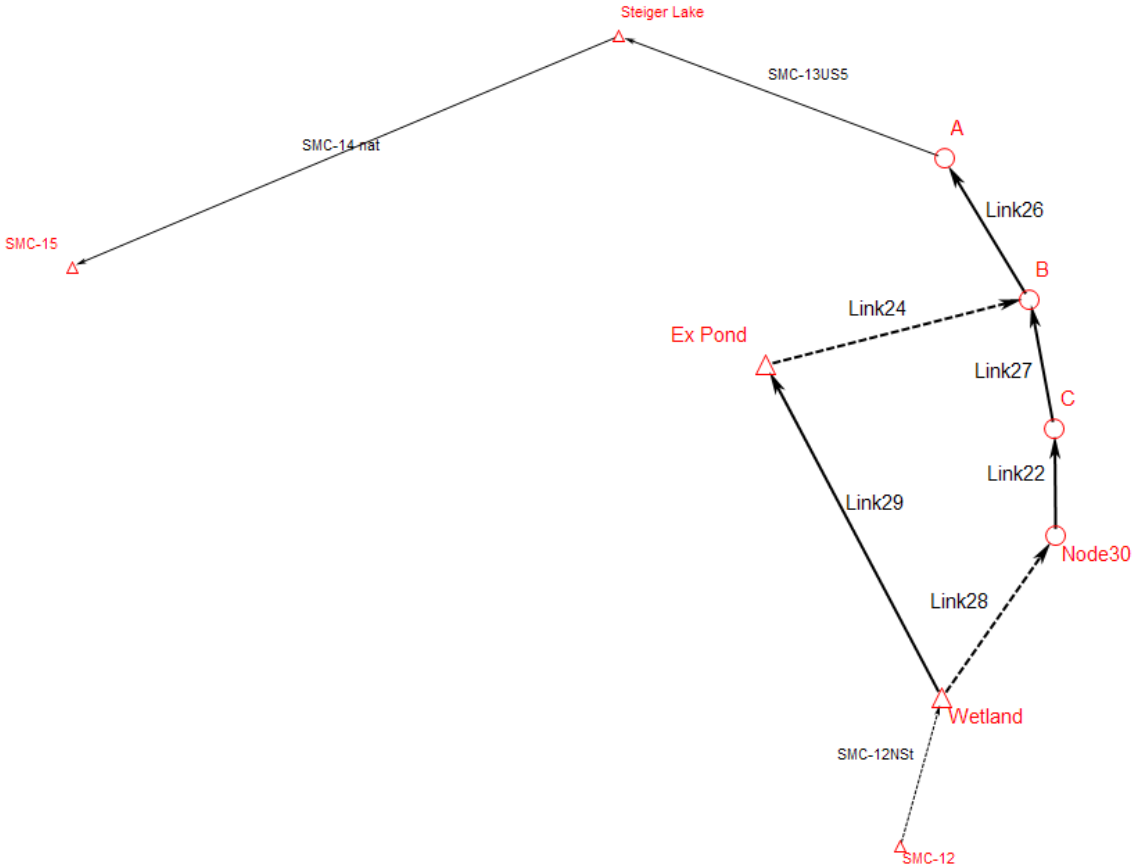 Steiger Lake
SMC-13US5
A
SMC-14 nat
Link26
SMC-15
B
Link24
Ex Pond
Link27
C
Link22
Link29
Node30
Link28
Wetland
SMC-12NSt
SMC-12